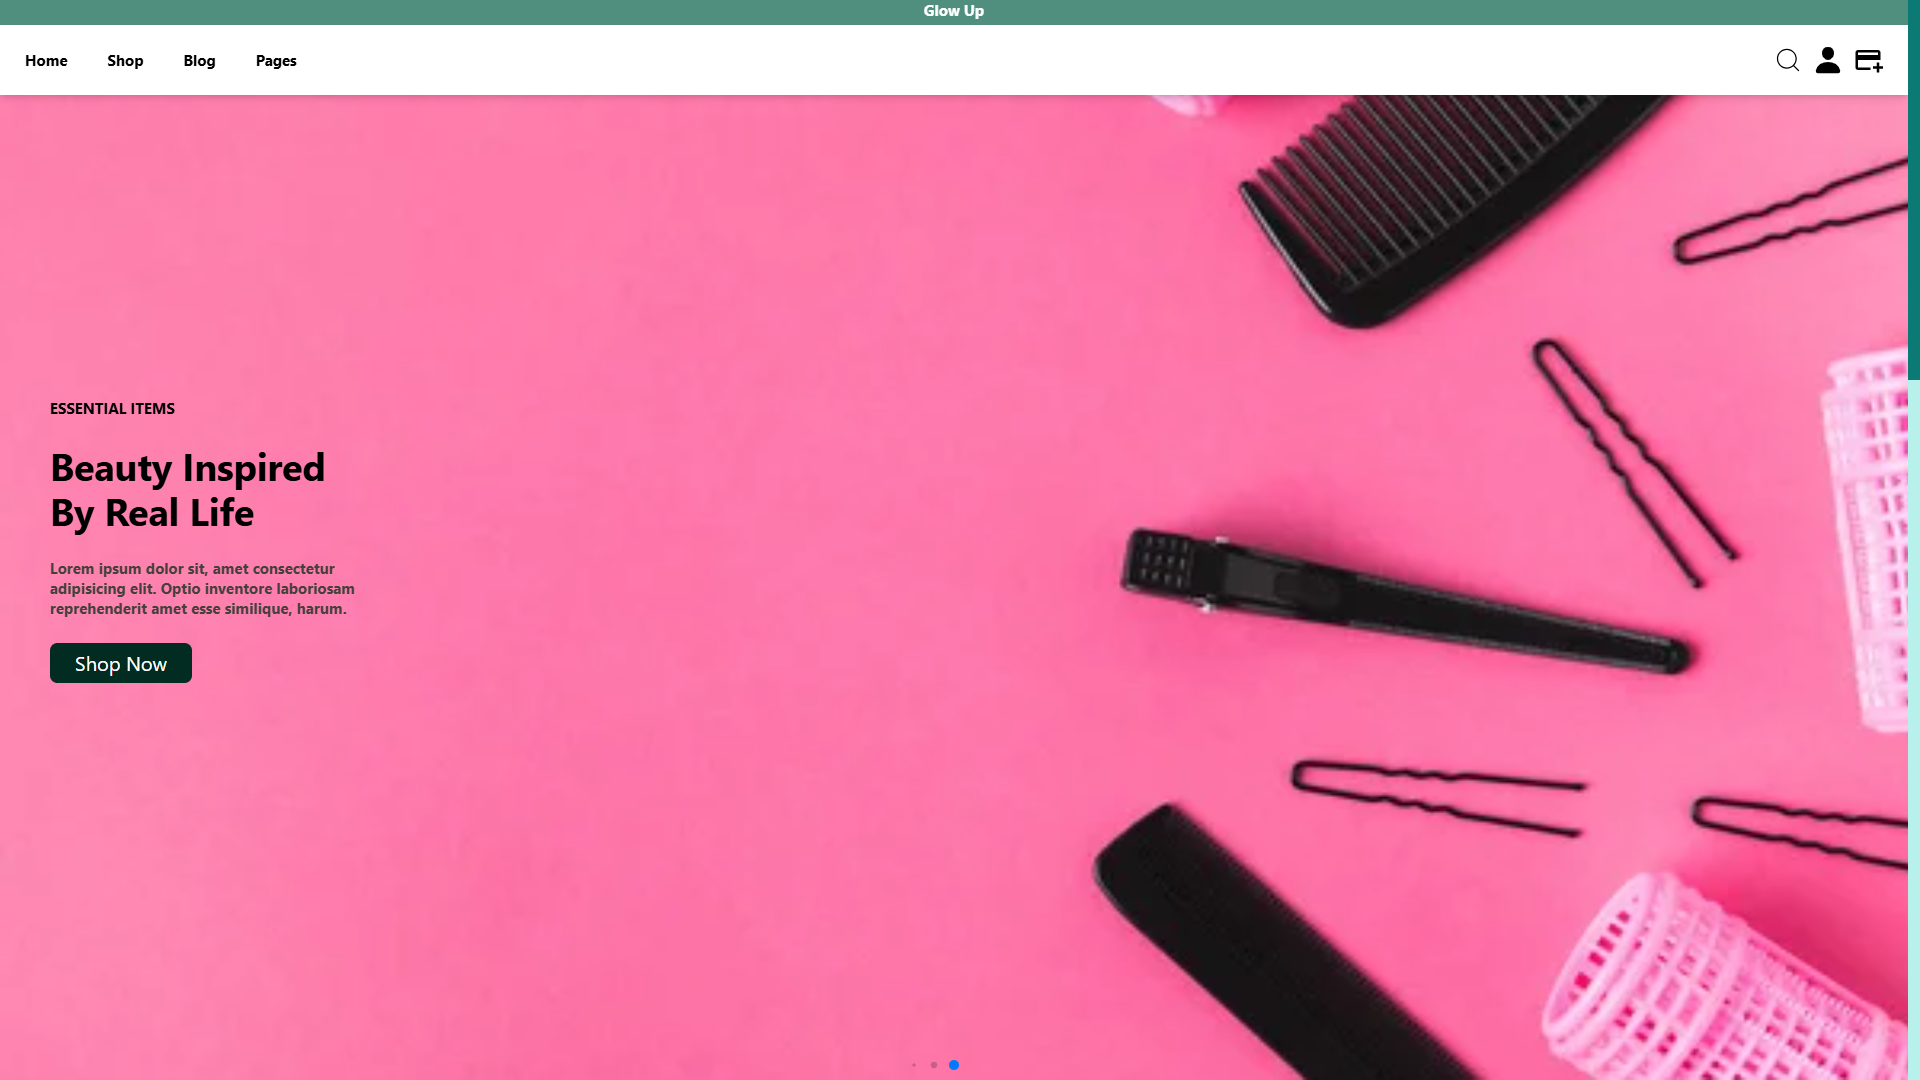 Glow Up
Home
Shop
Blog
Pages
ESSENTIAL ITEMS
Beauty Inspired
By Real Life
Lorem ipsum dolor sit, amet consectetur
adipisicing elit. Optio inventore laboriosam
reprehenderit amet esse similique, harum.
Shop Now